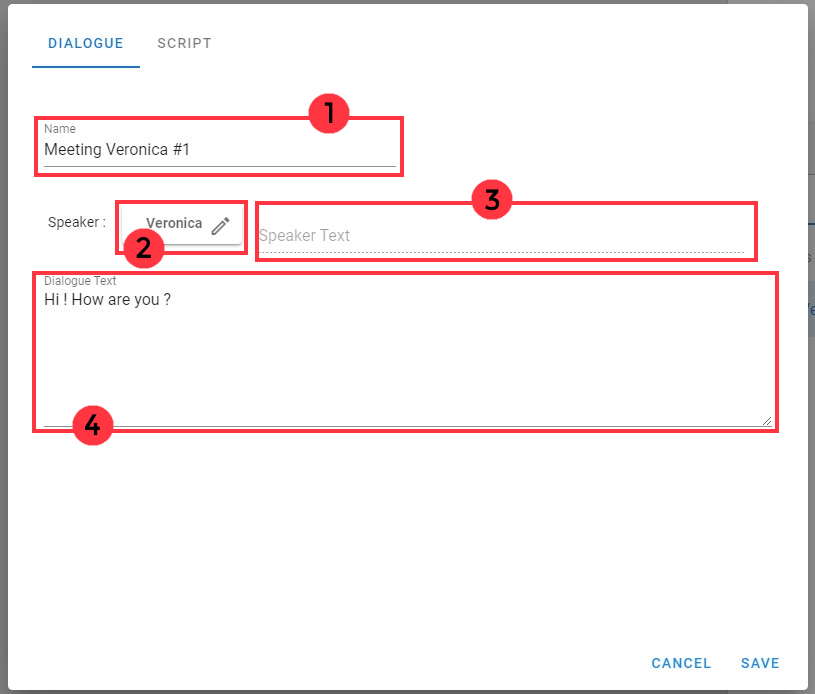 DIALOGUE SCRIPT
1
Name
Meeting Veronica #1
3
Speaker : Veronica
Speaker Text
2
Dialogue Text
Hi ! How are you ?
4
CANCEL SAVE